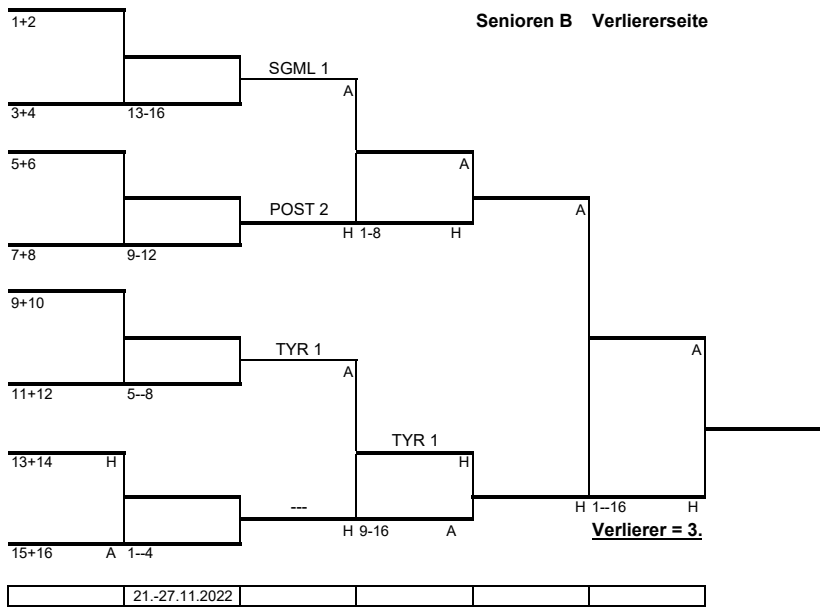 1+2
Senioren B Verliererseite
SGML 1
A
3+4 13-16
5+6
A
POST 2
A
H 1-8 H
7+8 9-12
9+10
TYR 1
A
A
11+12 5--8
TYR 1
13+14 H
H
---
H 1--16 H
H 9-16 A
Verlierer = 3.
15+16 A 1--4
21.-27.11.2022